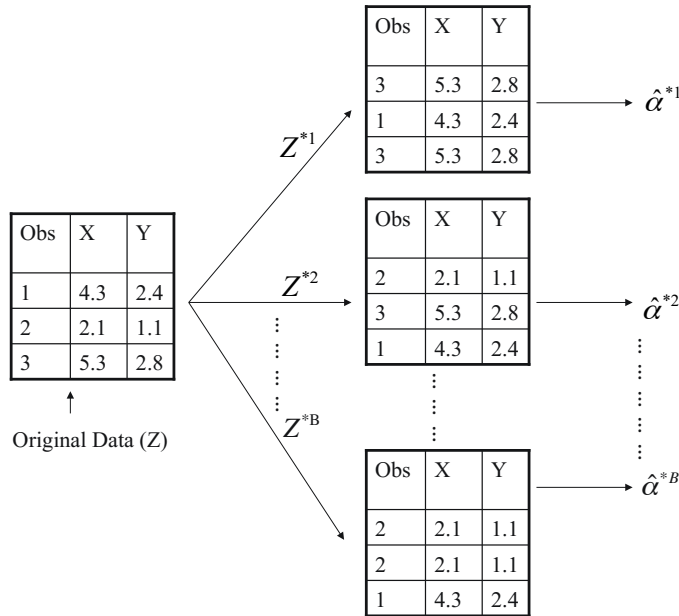 Obs X Y
3 5.3 2.8
1 4.3 2.4
3 5.3 2.8
α̂*1
Z*1
Obs X Y
1 4.3 2.4
2 2.1 1.1
3 5.3 2.8
Original Data (Z)
Z*2
Obs X Y
2 2.1 1.1
3 5.3 2.8
1 4.3 2.4
α̂*2
Z*B
Obs X Y
2 2.1 1.1
2 2.1 1.1
1 4.3 2.4
α̂*B